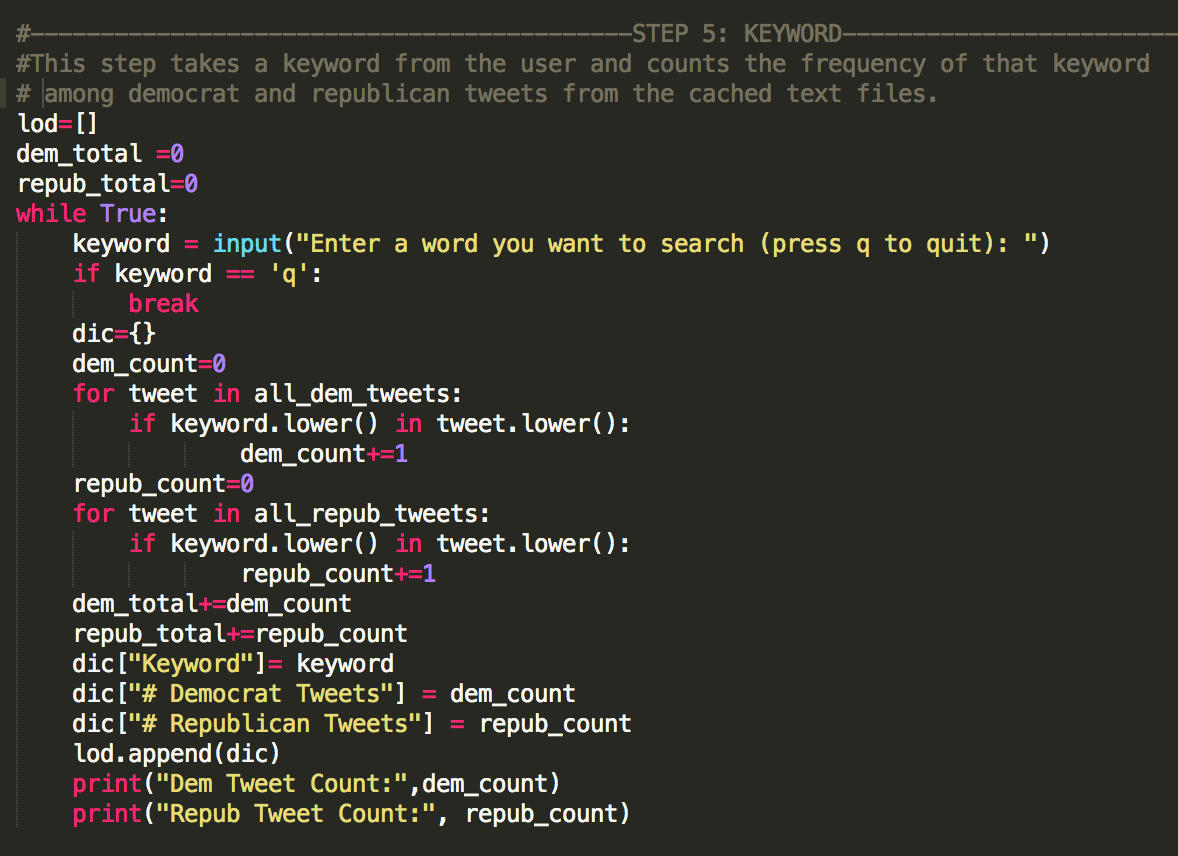 #———————————————————————————————————————————STEP 5: KEYWORD————————————————————————
#This step takes a keyword from the user and counts the frequency of that keyword
# among democrat and republican tweets from the cached text files.
lod=[]
dem_total =0
repub_total=0
while True:
    keyword = input("Enter a word you want to search (press q to quit): ")
    if keyword == 'q':
        break
    dic={}
    dem_count=0
    for tweet in all_dem_tweets:
        if keyword.lower() in tweet.lower():
                dem_count+=1
    repub_count=0
    for tweet in all_repub_tweets:
        if keyword.lower() in tweet.lower():
                repub_count+=1
    dem_total+=dem_count
    repub_total+=repub_count
    dic["Keyword"]= keyword
    dic["# Democrat Tweets"] = dem_count
    dic["# Republican Tweets"] = repub_count
    lod.append(dic)
    print("Dem Tweet Count:",dem_count)
    print("Repub Tweet Count:", repub_count)